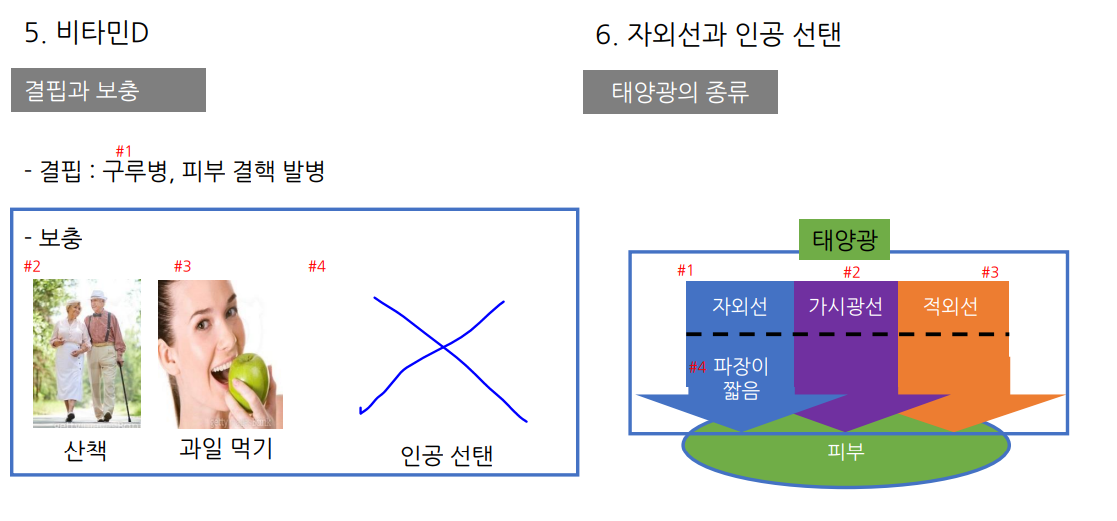 5. 비타민D
결핍과 보충
#1
- 결핍 : 구루병, 피부 결핵 발병
- 보충
#2
#3
#4
산책
과일 먹기
인공 선탠
6. 자외선과 인공 선탠
태양광의 종류
태양광
#1
#2
#3
자외선
가시광선
적외선
#4 파장이
짧음
피부